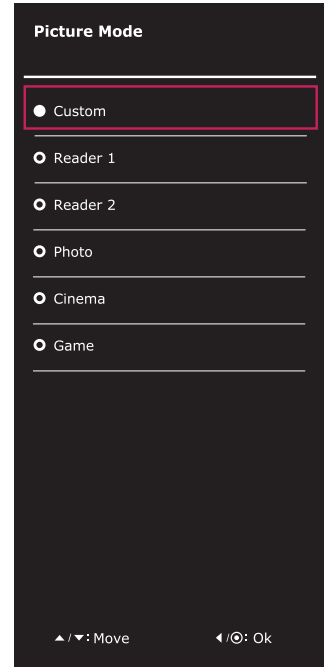 Picture Mode
Custom
Reader 1
Reader 2
Photo
Cinema
Game
▲/▼: Move ◀/⦿: Ok